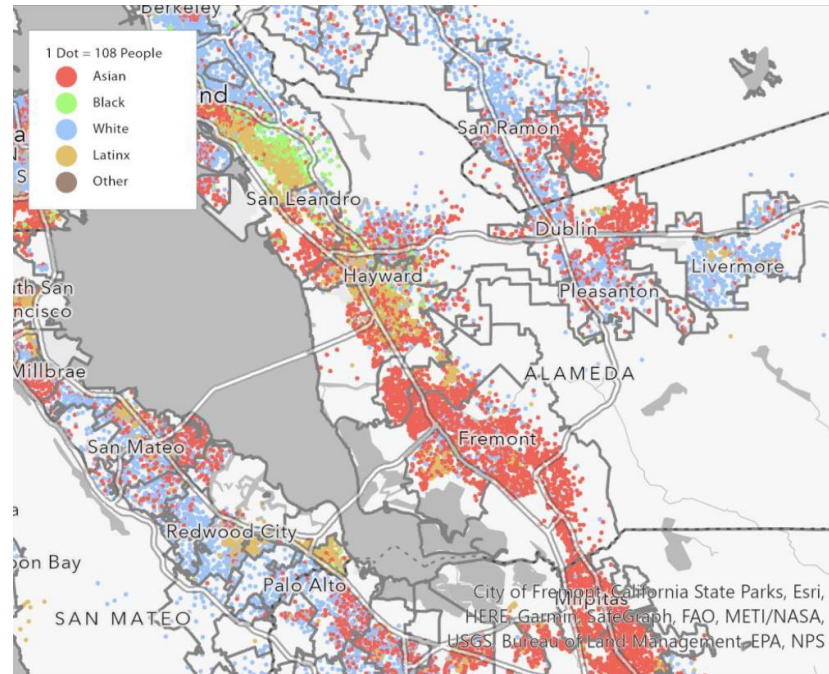 Berkeley
1 Dot = 108 People
Asian
Black
White
Latinx
Other
nd
a
S
San Ramon
San Leandro
Dublin
Hayward
Livermore
Pleasanton
uth San
ncisco
Millbrae
ALAMEDA
San Mateo
Fremont
a
Redwood City
oon Bay
Palo Alto
SAN MATEO
Milpitas
City of Fremont, California State Parks, Esri,
HERE, Garmin, SafeGraph, FAO, METI/NASA,
USGS, Bureau of Land Management, EPA, NPS